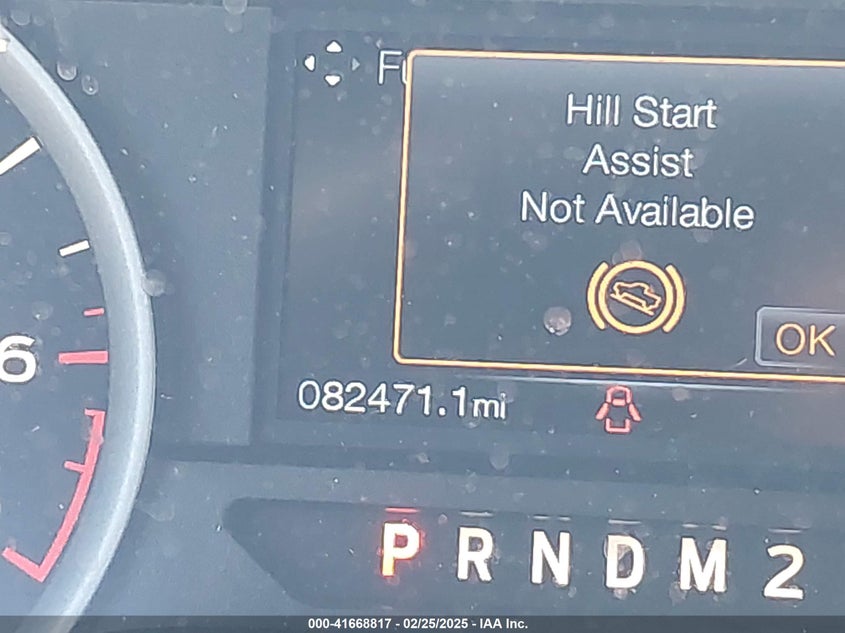 Hill Start
Assist
Not Available
OK
6
082471.1mi
P R N D M 2
000-41668817 - 02/25/2025 - IAA Inc.